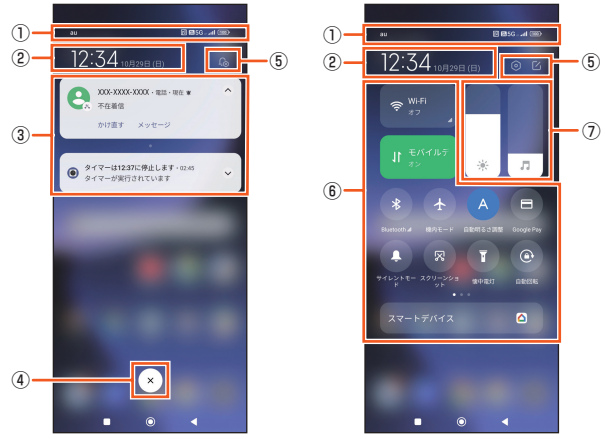 ①
au
5G
②
12:34 10月29日 (日)
⑤
③
XXX-XXXX-XXXX・電話・現在
不在着信
かけ直す メッセージ
タイマーは12:37に停止します・02:45
タイマーが実行されています
④
①
au
5G
②
12:34 10月29日 (日)
⑤
⑥
⑦
Wi-Fi
オフ
モバイルデ
オン
A
Bluetooth
機内モード
自動明るさ調整
Google Pay
サイレントモー
ド
スクリーンショ
ット
懐中電灯
自動回転
スマートデバイス